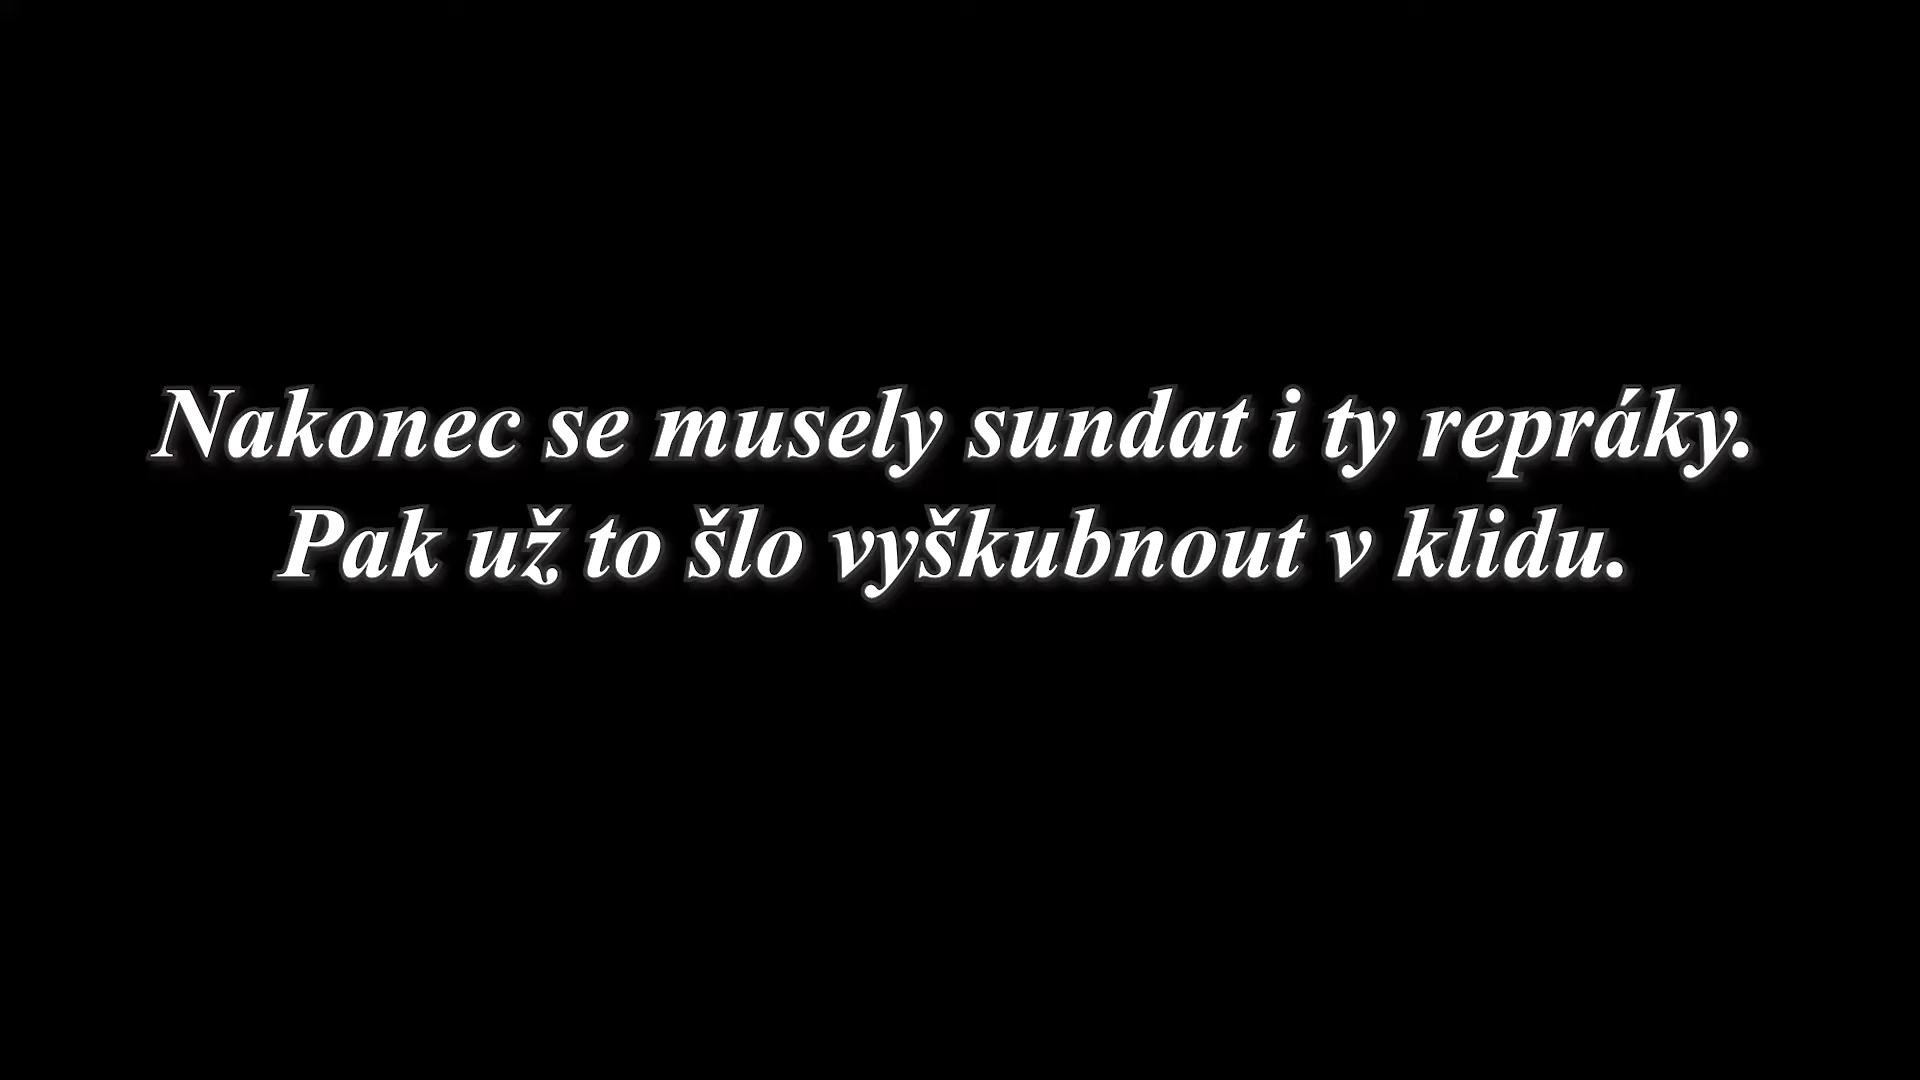 Nakonec se musely sundat i ty repráky.
Pak už to šlo vyškubnout v klidu.